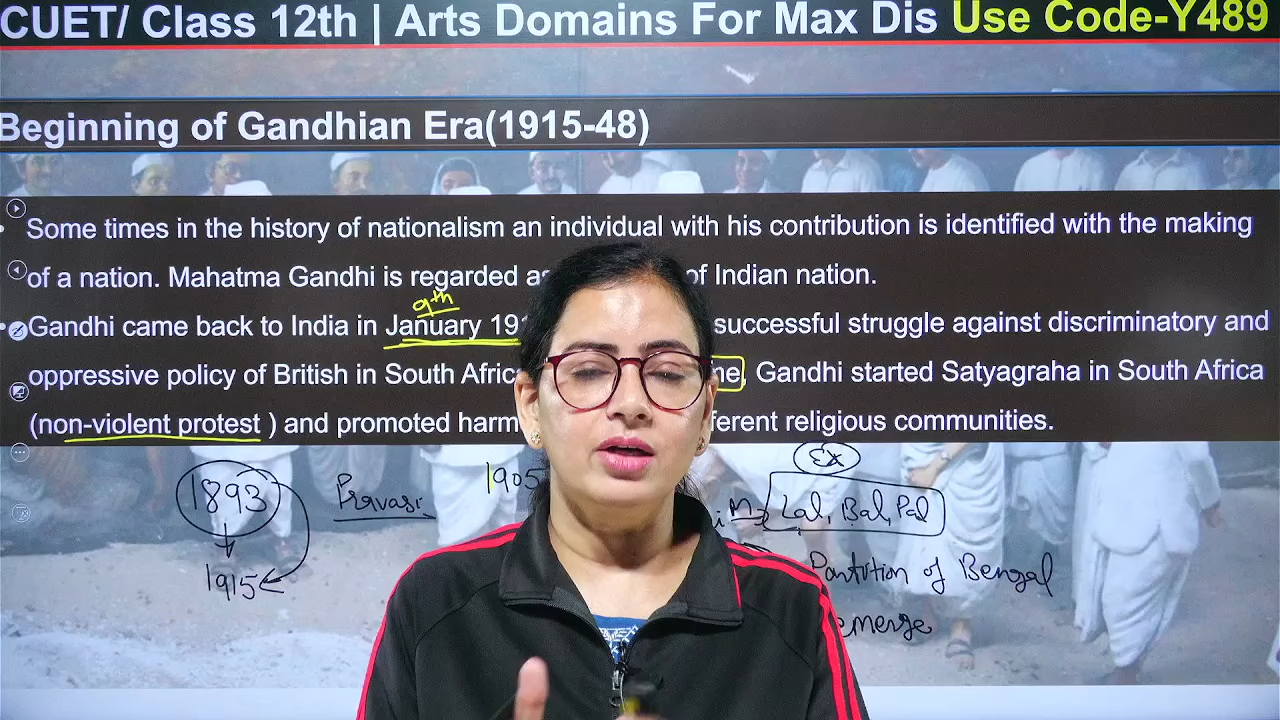 CUET/ Class 12th | Arts Domains For Max Dis Use Code-Y489
Beginning of Gandhian Era(1915-48)
• Some times in the history of nationalism an individual with his contribution is identified with the making
of a nation. Mahatma Gandhi is regarded as of Indian nation.
9th
• Gandhi came back to India in January 191 successful struggle against discriminatory and
oppressive policy of British in South Africa ne, Gandhi started Satyagraha in South Africa
(non-violent protest ) and promoted harm ferent religious communities.
Ex
1893 Pravasi 1905 Lal, Bal, Pal
1915 Partution of Bengal
emerge